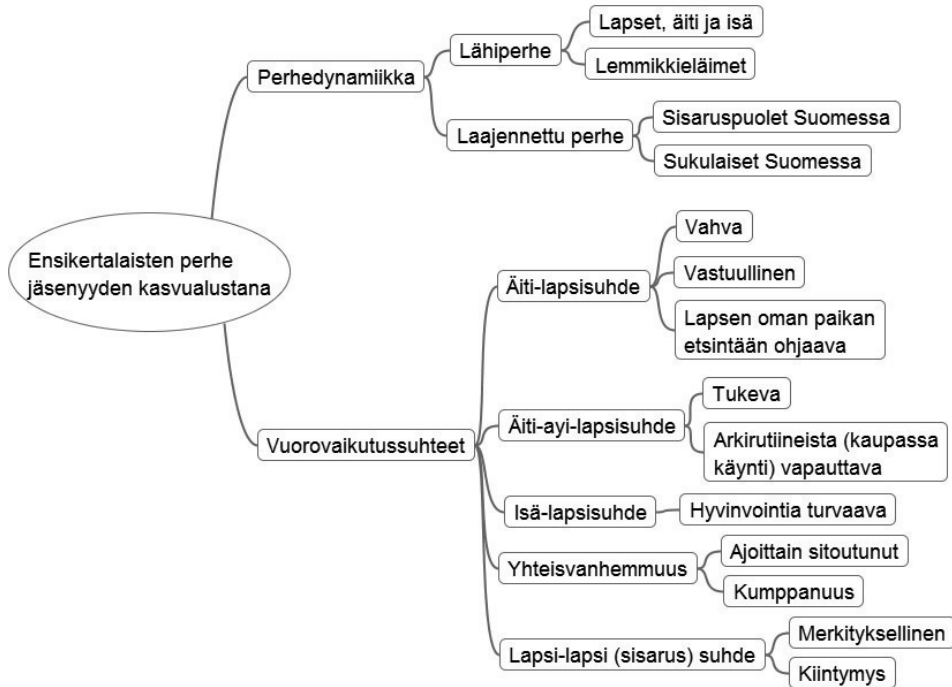 Lapset, äiti ja isä
Lähiperhe
Lemmikkieläimet
Perhedynamiikka
Sisaruspuolet Suomessa
Laajennettu perhe
Sukulaiset Suomessa
Ensikertalaisten perhe
jäsenyyden kasvualustana
Vahva
Vastuullinen
Äiti-lapsisuhde
Lapsen oman paikan
etsintään ohjaava
Tukeva
Äiti-ayi-lapsisuhde
Arkirutiineista (kaupassa
käynti) vapauttava
Vuorovaikutussuhteet
Isä-lapsisuhde
Hyvinvointia turvaava
Ajoittain sitoutunut
Yhteisvanhemmuus
Kumppanuus
Merkityksellinen
Lapsi-lapsi (sisarus) suhde
Kiintymys